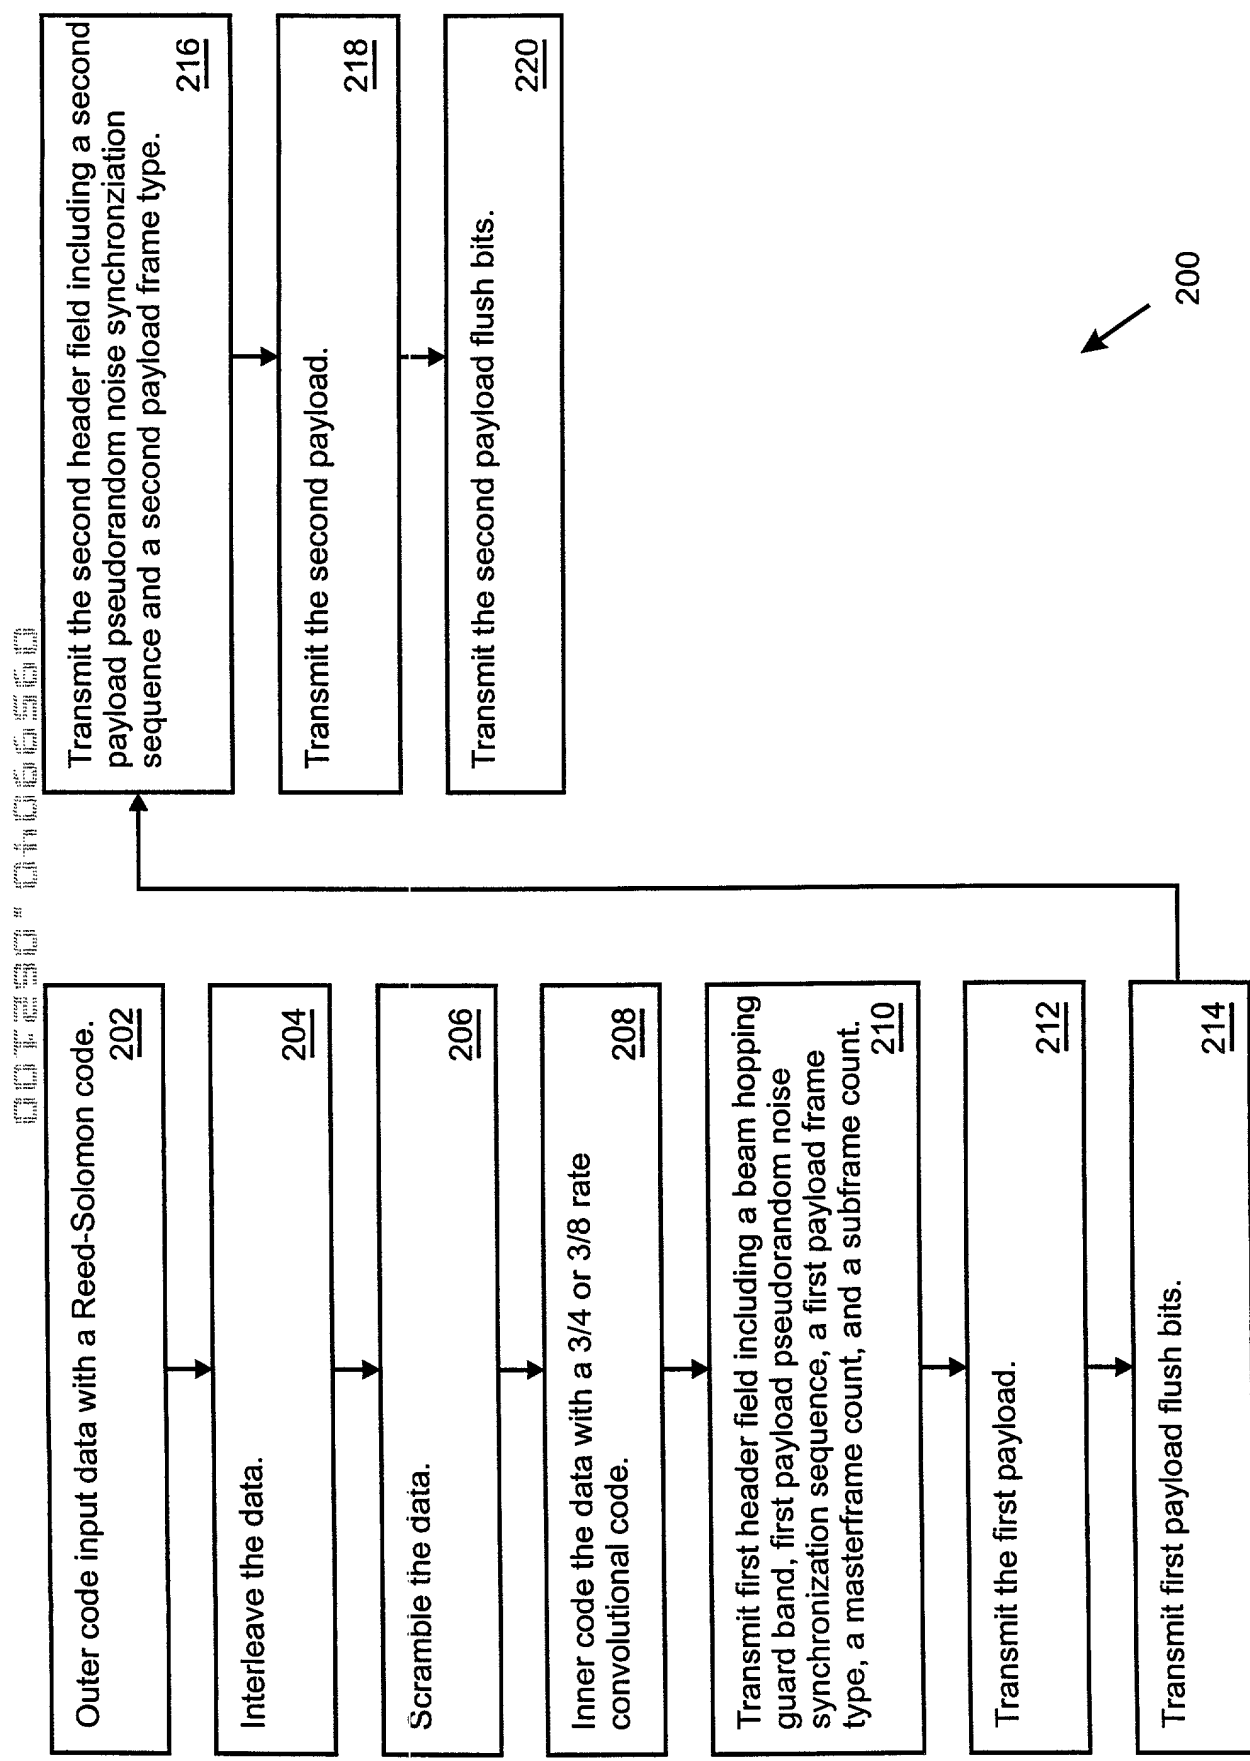 Outer code input data with a Reed-Solomon code.
202
Interleave the data.
204
Scramble the data.
206
Inner code the data with a 3/4 or 3/8 rate
convolutional code.
208
Transmit first header field including a beam hopping
guard band, first payload pseudorandom noise
synchronization sequence, a first payload frame
type, a masterframe count, and a subframe count.
210
Transmit the first payload.
212
Transmit first payload flush bits.
214
Transmit the second header field including a second
payload pseudorandom noise synchronziation
sequence and a second payload frame type.
216
Transmit the second payload.
218
Transmit the second payload flush bits.
220
200